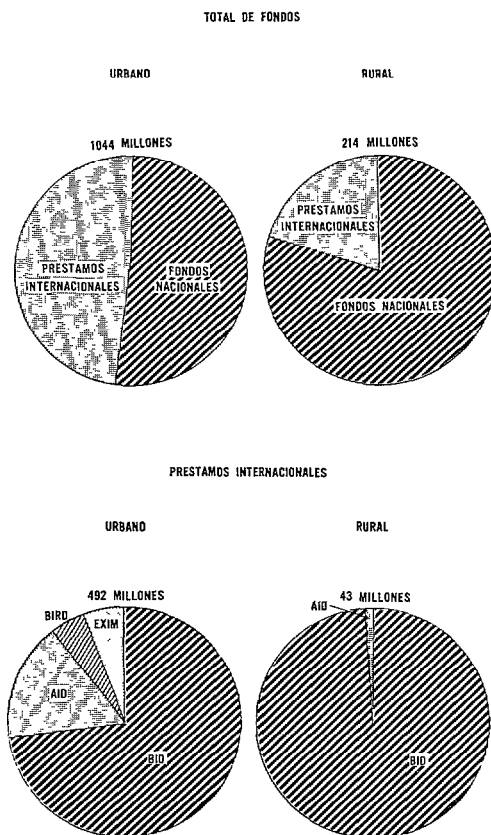 TOTAL DE FONDOS
URBANO
RURAL
1044 MILLONES
214 MILLONES
PRESTAMOS
INTERNACIONALES
FONDOS
NACIONALES
PRESTAMOS
INTERNACIONALES
FONDOS NACIONALES
PRESTAMOS INTERNACIONALES
URBANO
RURAL
492 MILLONES
43 MILLONES
BIRD
EXIM
AID
BID
AID
BID